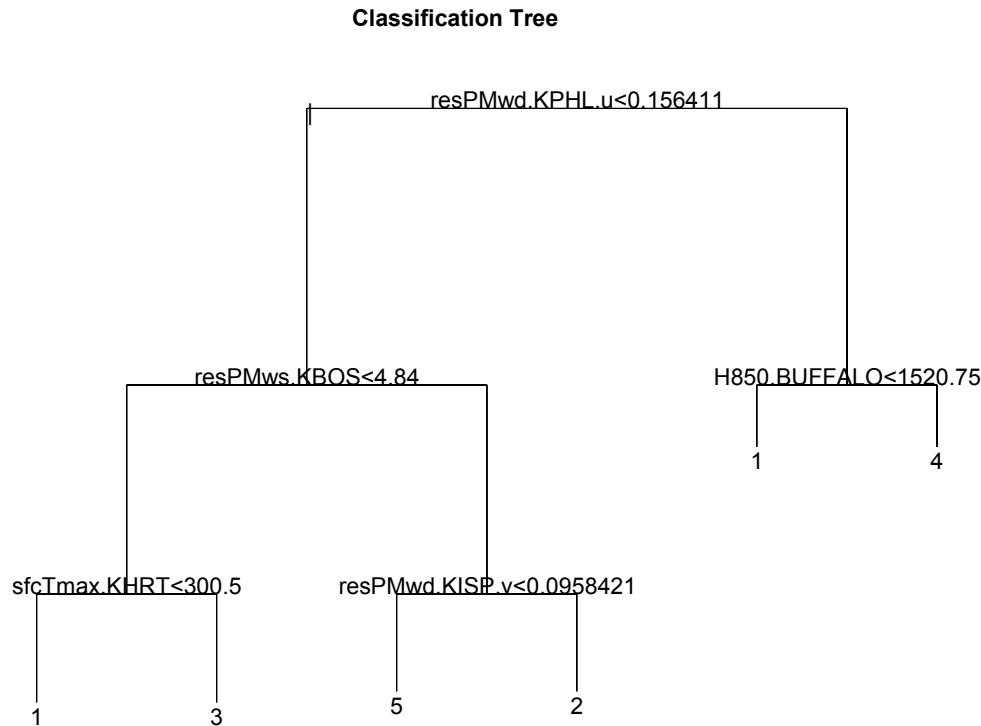 Classification Tree
resPMwd.KPHL.u<0.156411
resPMws.KBOS<4.84
H850.BUFFALO<1520.75
1
4
sfcTmax.KHRT<300.5
resPMwd.KISP.v<0.0958421
1
3
5
2